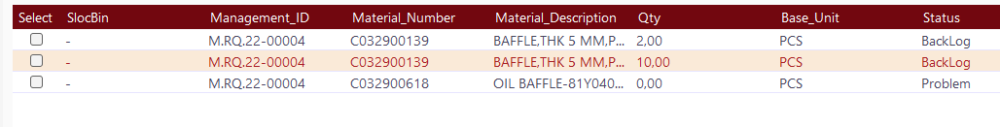 Select SlocBin Management_ID Material_Number Material_Description Qty Base_Unit Status
- M.RQ.22-00004 C032900139 BAFFLE,THK 5 MM,P... 2,00 PCS BackLog
- M.RQ.22-00004 C032900139 BAFFLE,THK 5 MM,P... 10,00 PCS BackLog
- M.RQ.22-00004 C032900618 OIL BAFFLE-81Y040... 0,00 PCS Problem